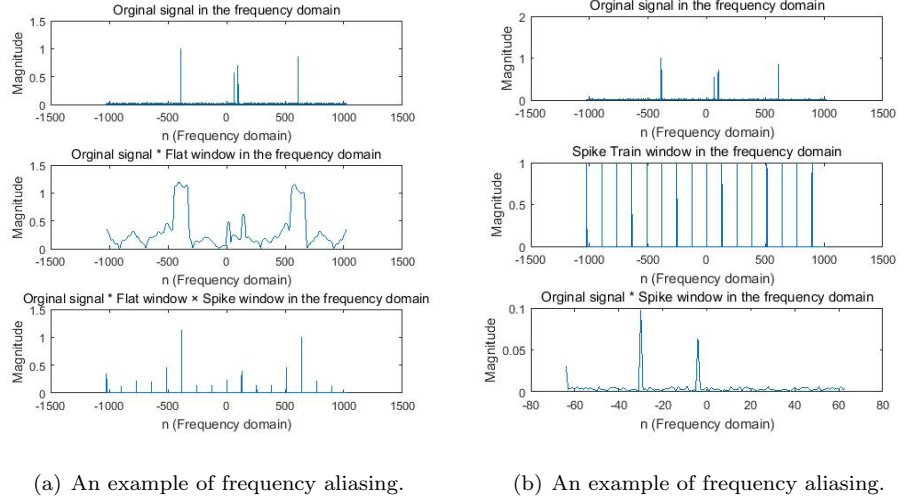 Orginal signal in the frequency domain
Magnitude
1.5
1
0.5
0
-1500 -1000 -500 0 500 1000 1500
n (Frequency domain)
Orginal signal * Flat window in the frequency domain
Magnitude
1.5
1
0.5
0
-1500 -1000 -500 0 500 1000 1500
n (Frequency domain)
Orginal signal * Flat window × Spike window in the frequency domain
Magnitude
1.5
1
0.5
0
-1500 -1000 -500 0 500 1000 1500
n (Frequency domain)
(a) An example of frequency aliasing.
Orginal signal in the frequency domain
Magnitude
2
1
0
-1500 -1000 -500 0 500 1000 1500
n (Frequency domain)
Spike Train window in the frequency domain
Magnitude
1
0.5
0
-1500 -1000 -500 0 500 1000 1500
n (Frequency domain)
Orginal signal * Spike window in the frequency domain
Magnitude
0.1
0.05
0
-80 -60 -40 -20 0 20 40 60 80
n (Frequency domain)
(b) An example of frequency aliasing.